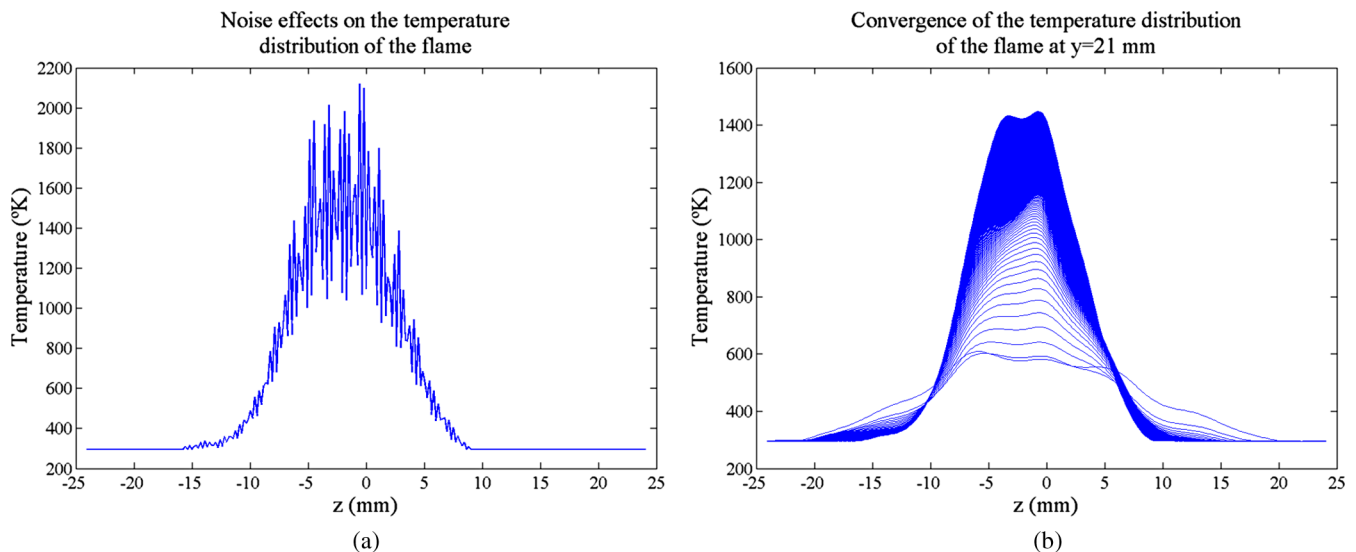 Noise effects on the temperature
distribution of the flame
Temperature (ºK)
2200
2000
1800
1600
1400
1200
1000
800
600
400
200
-25 -20 -15 -10 -5 0 5 10 15 20 25
z (mm)
(a)
Convergence of the temperature distribution
of the flame at y=21 mm
Temperature (ºK)
1600
1400
1200
1000
800
600
400
200
-25 -20 -15 -10 -5 0 5 10 15 20 25
z (mm)
(b)